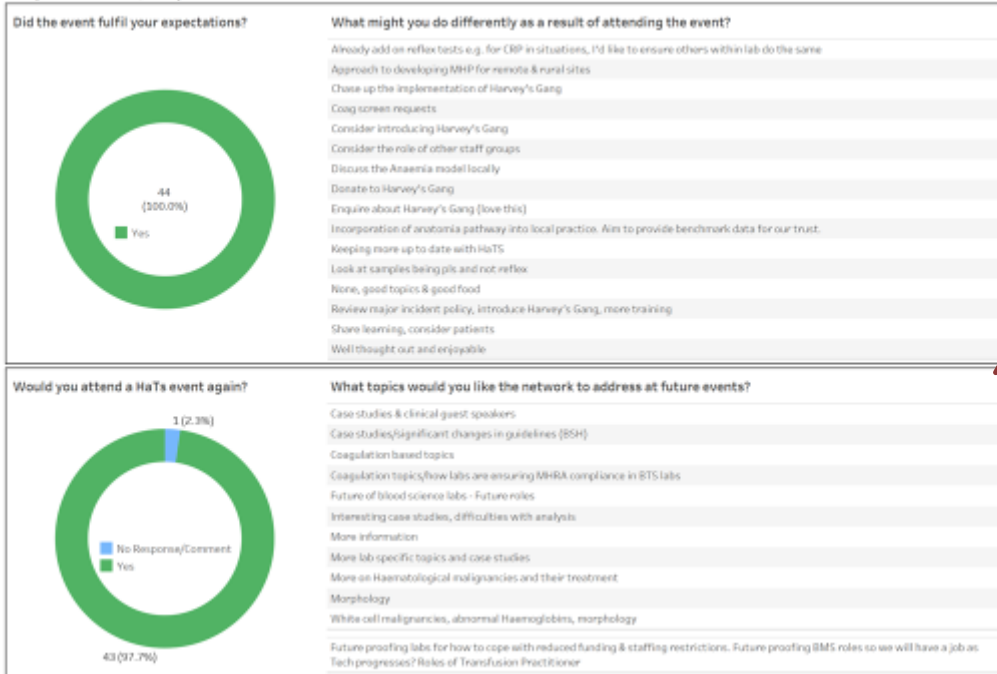 Did the event fulfil your expectations?
44
(100.0%)
Yes
What might you do differently as a result of attending the event?
Already add on reflex tests e.g. for CRP in situations, I'd like to ensure others within lab do the same
Approach to developing MHP for remote & rural sites
Chase up the implementation of Harvey's Gang
Coag screen requests
Consider introducing Harvey's Gang
Consider the role of other staff groups
Discuss the Anaemia model locally
Donate to Harvey's Gang
Enquire about Harvey's Gang (love this)
Incorporation of anatomia pathway into local practice. Aim to provide benchmark data for our trust.
Keeping more up to date with HaTS
Look at samples being pls and not reflex
None, good topics & good food
Review major incident policy, introduce Harvey's Gang, more training
Share learning, consider patients
Well thought out and enjoyable
Would you attend a HaTs event again?
1 (2.3%)
No Response/Comment
Yes
43 (97.7%)
What topics would you like the network to address at future events?
Case studies & clinical guest speakers
Case studies/significant changes in guidelines (BSH)
Coagulation based topics
Coagulation topics/how labs are ensuring MHRA compliance in BTS labs
Future of blood science labs - Future roles
Interesting case studies, difficulties with analysis
More information
More lab specific topics and case studies
More on Haematological malignancies and their treatment
Morphology
White cell malignancies, abnormal Haemoglobins, morphology
Future proofing labs for how to cope with reduced funding & staffing restrictions. Future proofing BMS roles so we will have a job as
Tech progresses? Roles of Transfusion Practitioner